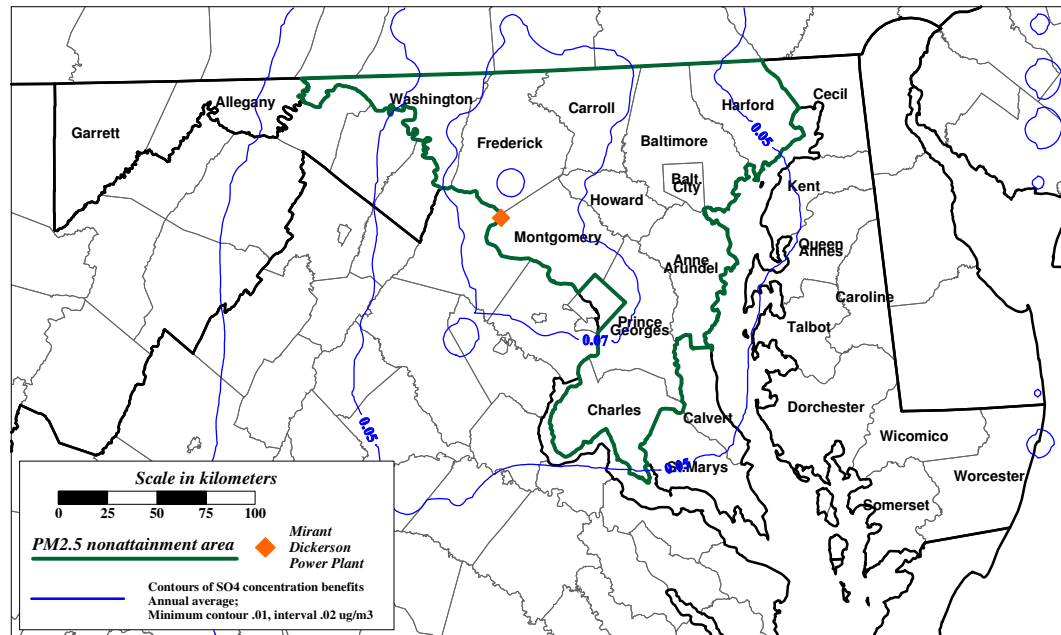 Garrett
Allegany
Washington
Frederick
Carroll
Baltimore
Harford
Cecil
0.05
Balt
City
Kent
Howard
Montgomery
Anne
Arundel
Queen
Annes
Caroline
Prince
Georges
0.07
Talbot
Charles
Calvert
Dorchester
0.05
Wicomico
St Marys
0.05
Worcester
Somerset
Scale in kilometers
0 25 50 75 100
PM2.5 nonattainment area
Mirant
Dickerson
Power Plant
Contours of SO4 concentration benefits
Annual average;
Minimum contour .01, interval .02 ug/m3